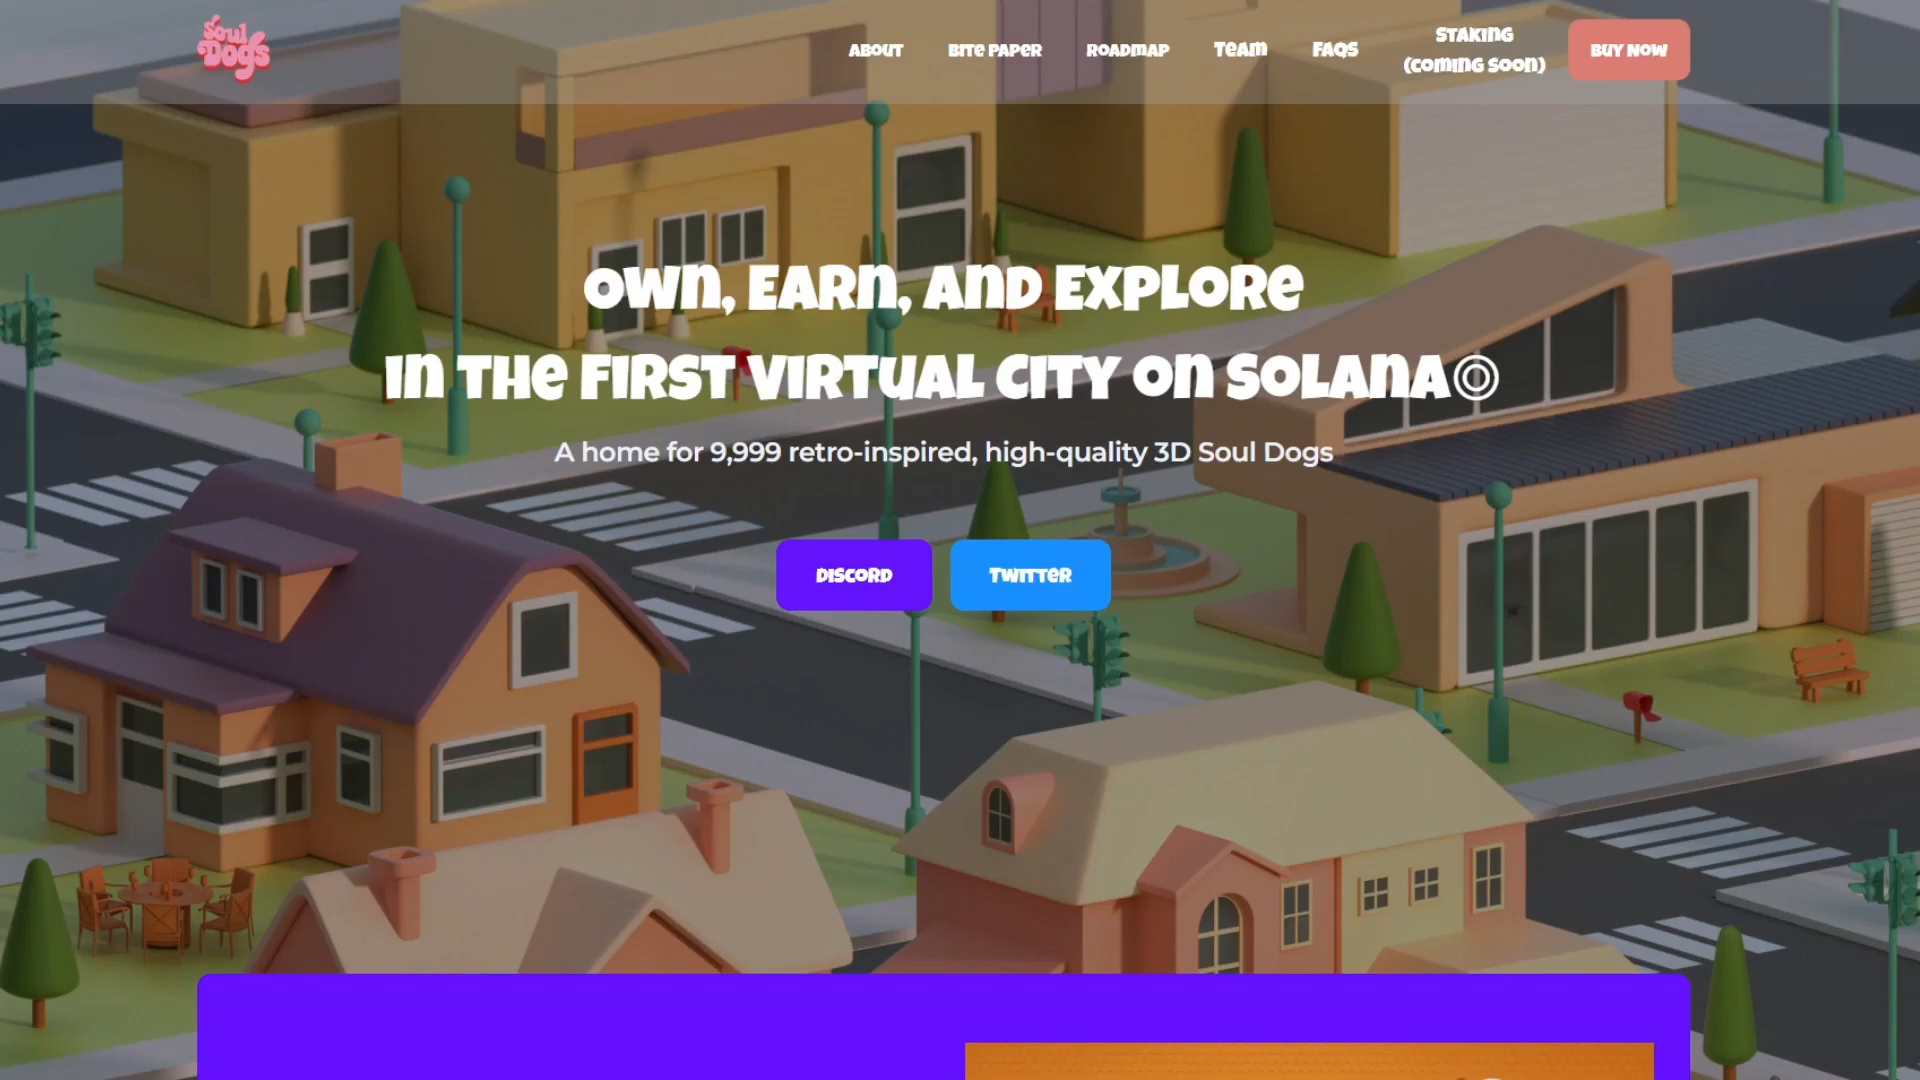 Soul
Dogs
ABOUT
BITE PAPER
ROADMAP
TEAM
FAQS
STAKING
(COMING SOON)
BUY NOW
OWN, EARN, AND EXPLORE
IN THE FIRST VIRTUAL CITY ON SOLANA◎
A home for 9,999 retro-inspired, high-quality 3D Soul Dogs
DISCORD
TWITTER